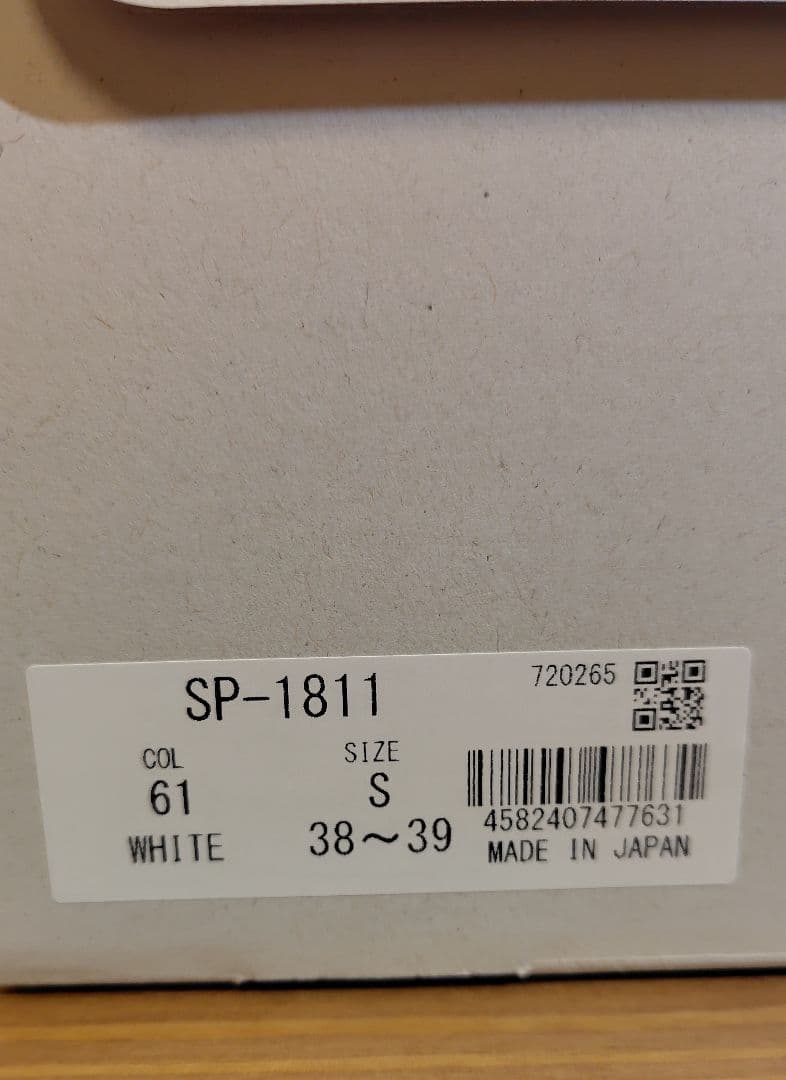 SP-1811
720265
COL
61
WHITE
SIZE
S
38～39
4582407477631
MADE IN JAPAN